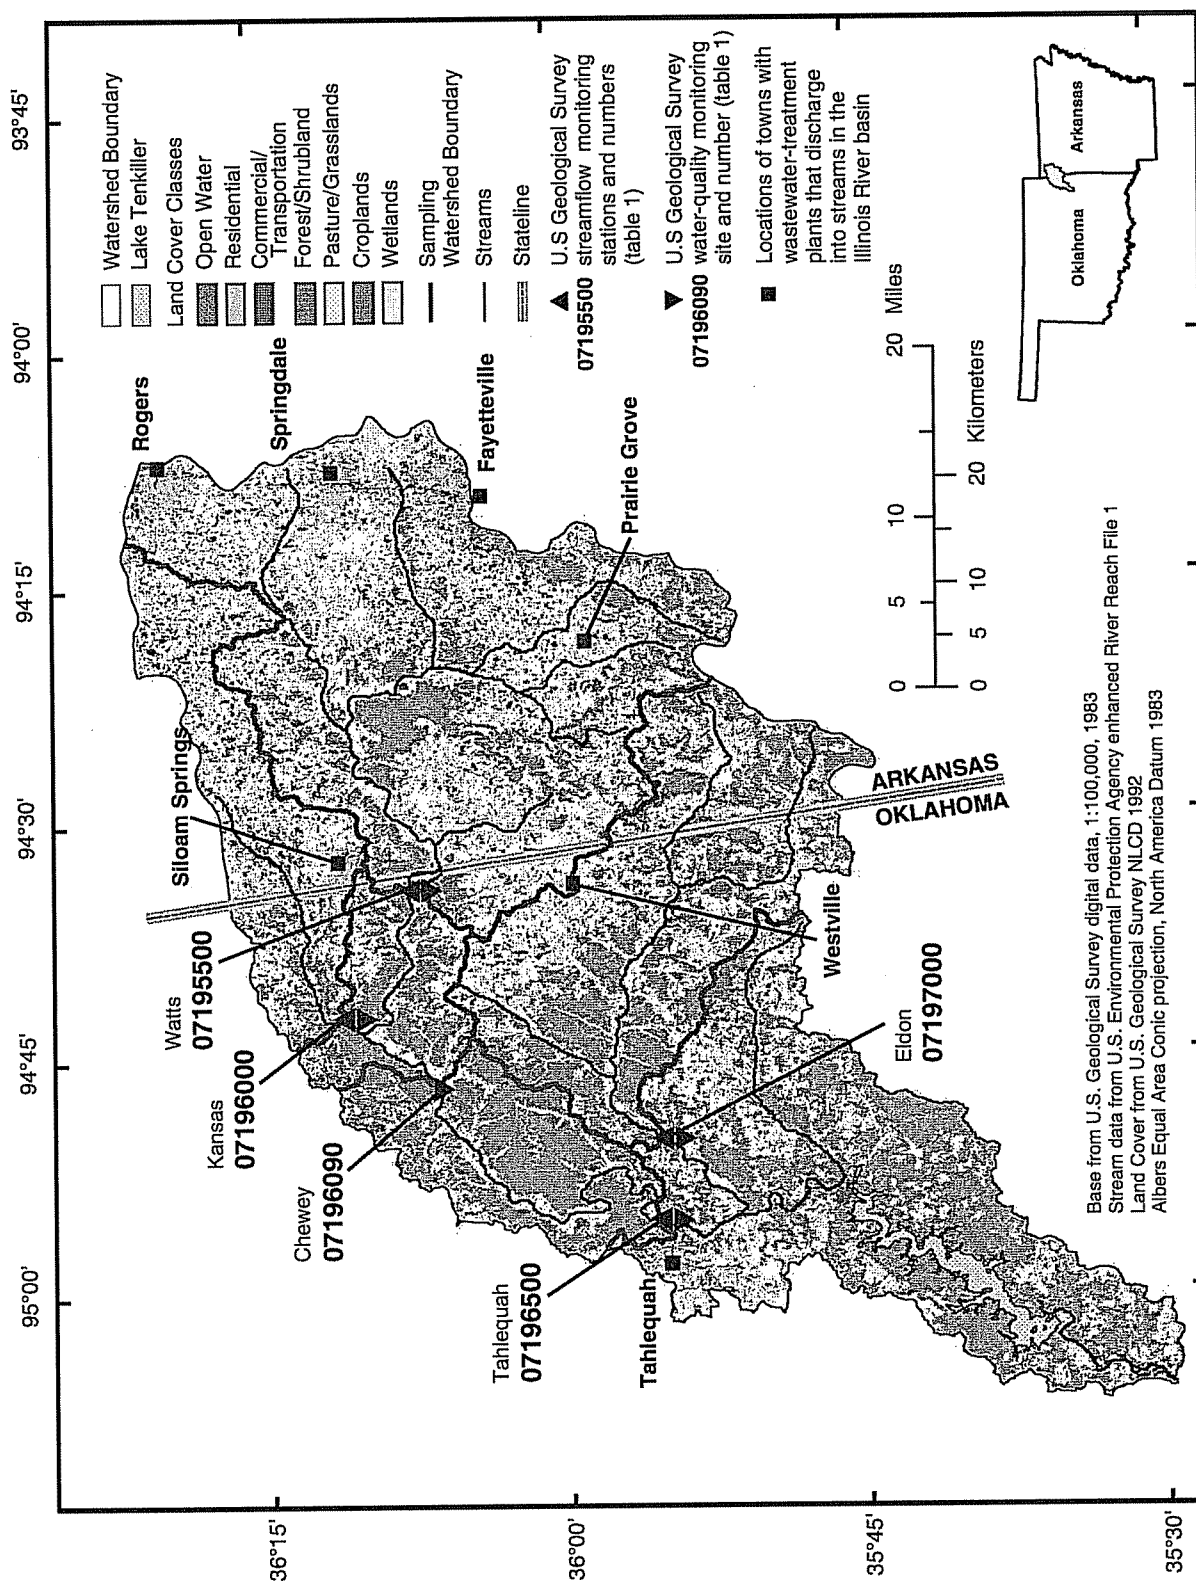 95°00'
94°45'
94°30'
94°15'
94°00'
93°45'
36°15'
36°00'
35°45'
35°30'
Watershed Boundary
Lake Tenkiller
Land Cover Classes
Open Water
Residential
Commercial/
Transportation
Forest/Shrubland
Pasture/Grasslands
Croplands
Wetlands
Sampling
Watershed Boundary
Streams
Stateline
07195500
U.S Geological Survey
streamflow monitoring
stations and numbers
(table 1)
07196090
U.S Geological Survey
water-quality monitoring
site and number (table 1)
Locations of towns with
wastewater-treatment
plants that discharge
into streams in the
Illinois River basin
Rogers
Springdale
Fayetteville
Prairie Grove
Siloam Springs
Watts
07195500
Kansas
07196000
Chewey
07196090
Tahlequah
07196500
Tahlequah
Westville
Eldon
07197000
ARKANSAS
OKLAHOMA
0 5 10 20 Miles
0 5 10 20 Kilometers
Oklahoma
Arkansas
Base from U.S. Geological Survey digital data, 1:100,000, 1983
Stream data from U.S. Environmental Protection Agency enhanced River Reach File 1
Land Cover from U.S. Geological Survey NLCD 1992
Albers Equal Area Conic projection, North America Datum 1983